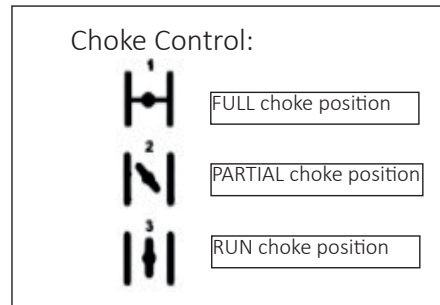 Choke Control:
1
FULL choke position
2
PARTIAL choke position
3
RUN choke position